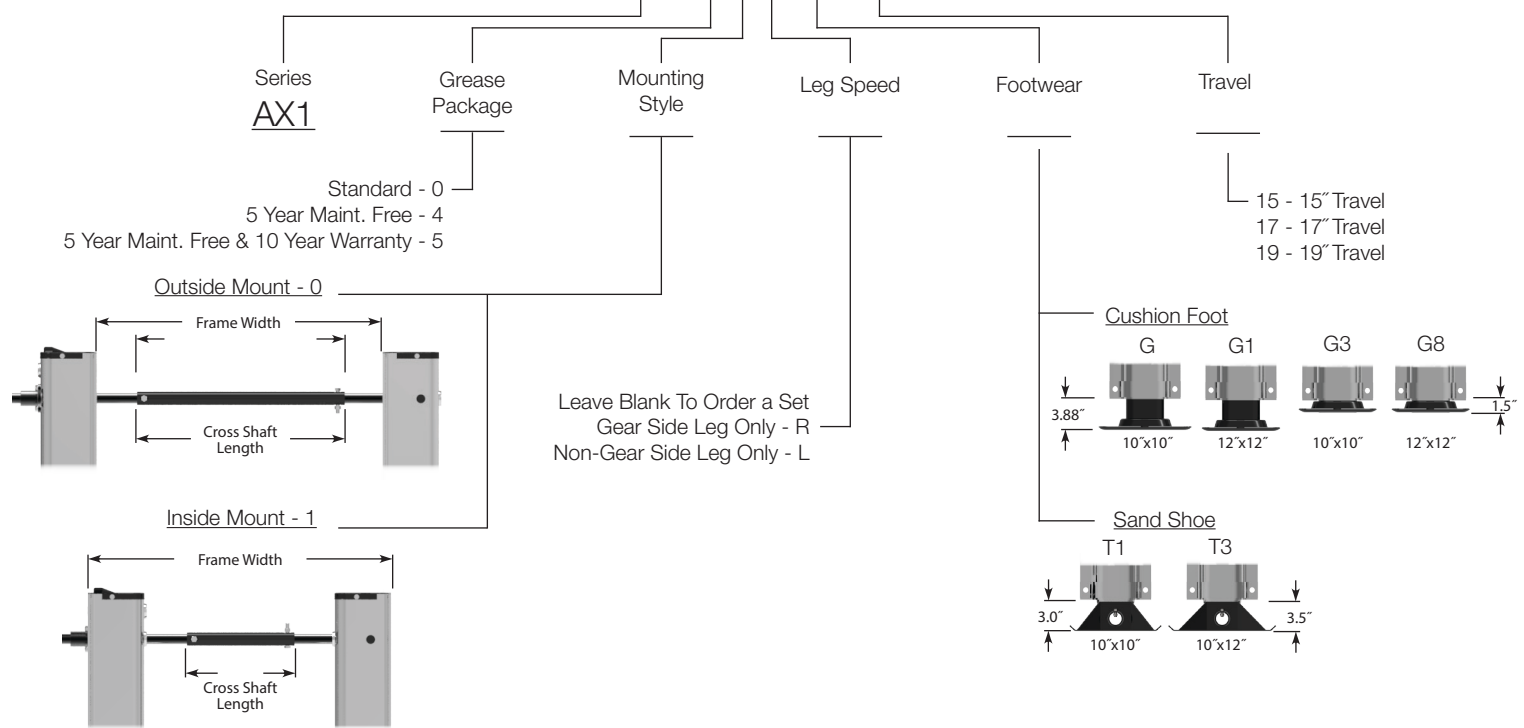 Series
AX1
Grease
Package
Mounting
Style
Leg Speed
Footwear
Travel
Standard - 0
5 Year Maint. Free - 4
5 Year Maint. Free & 10 Year Warranty - 5
15 - 15˝ Travel
17 - 17˝ Travel
19 - 19˝ Travel
Outside Mount - 0
Frame Width
Cross Shaft
Length
Leave Blank To Order a Set
Gear Side Leg Only - R
Non-Gear Side Leg Only - L
Cushion Foot
G
G1
G3
G8
3.88˝
1.5˝
10˝x10˝
12˝x12˝
10˝x10˝
12˝x12˝
Inside Mount - 1
Frame Width
Cross Shaft
Length
Sand Shoe
T1
T3
3.0˝
3.5˝
10˝x10˝
10˝x12˝